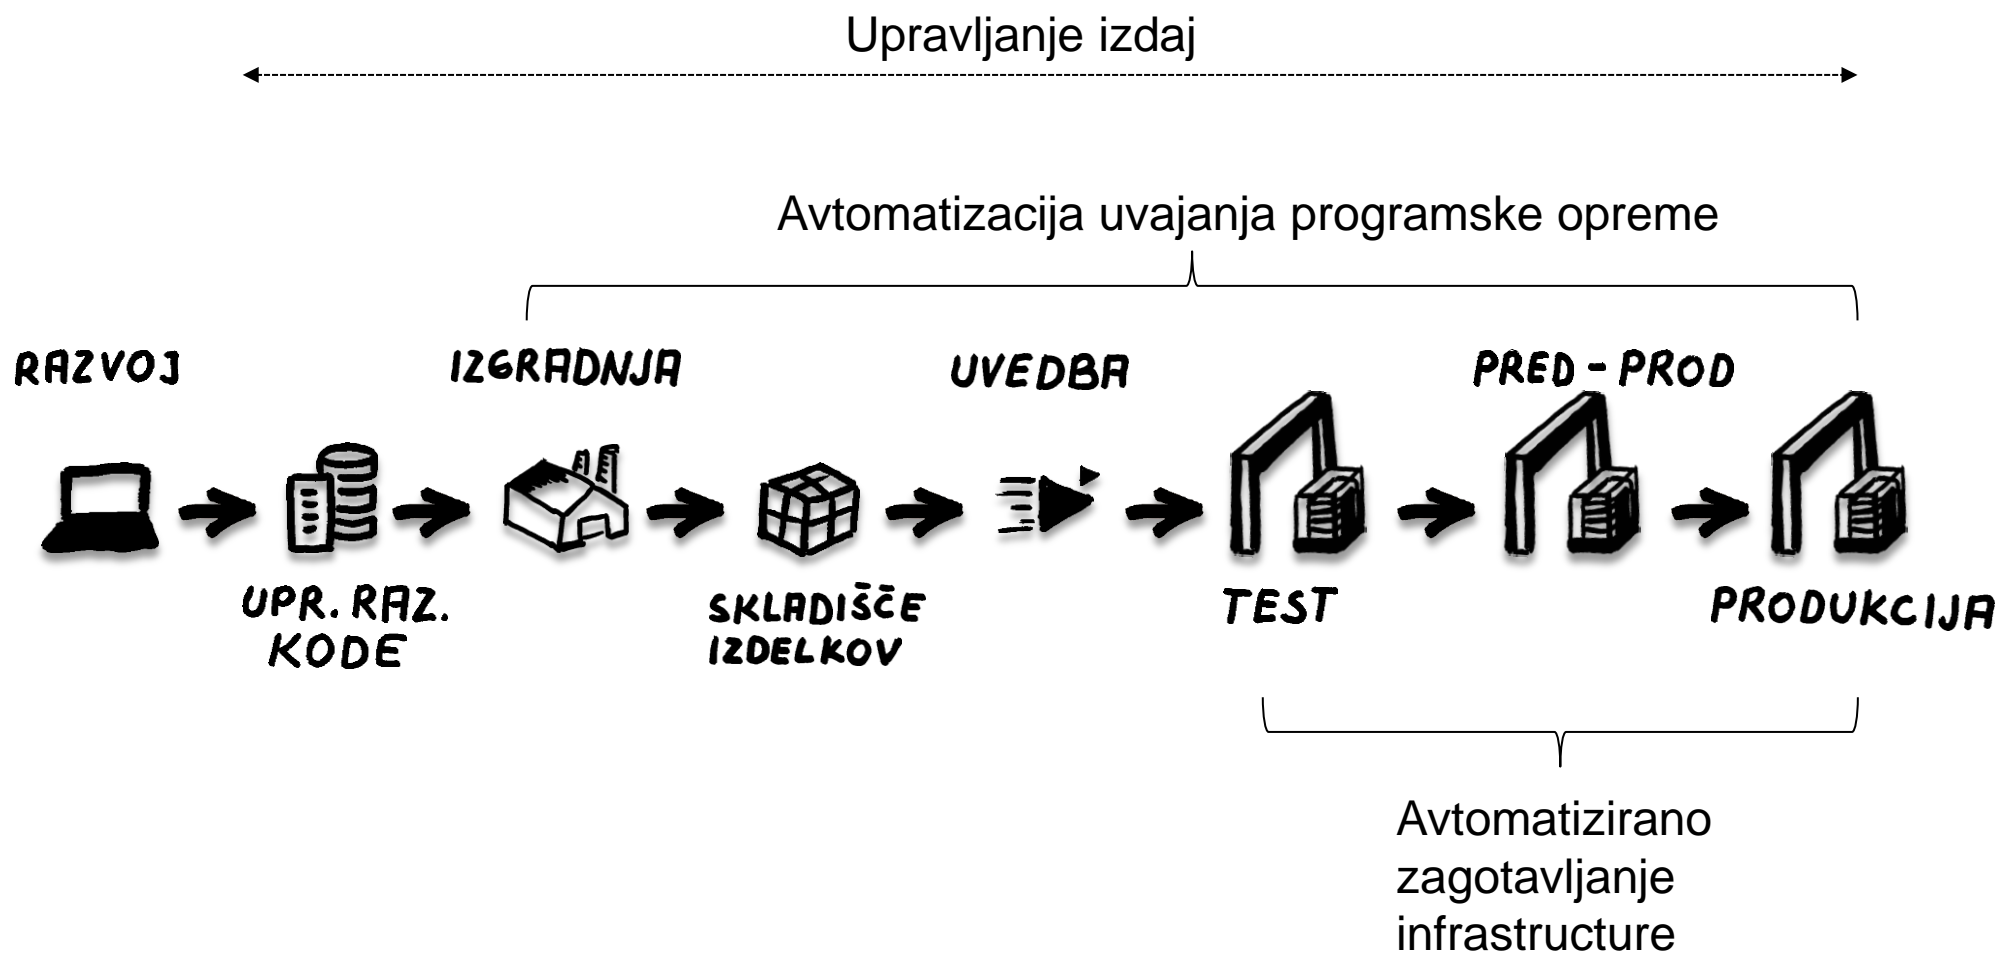 Upravljanje izdaj
Avtomatizacija uvajanja programske opreme
RAZVOJ
IZGRADNJA
UVEDBA
PRED-PROD
UPR. RAZ.
KODE
SKLADIŠČE
IZDELKOV
TEST
PRODUKCIJA
Avtomatizirano
zagotavljanje
infrastructure